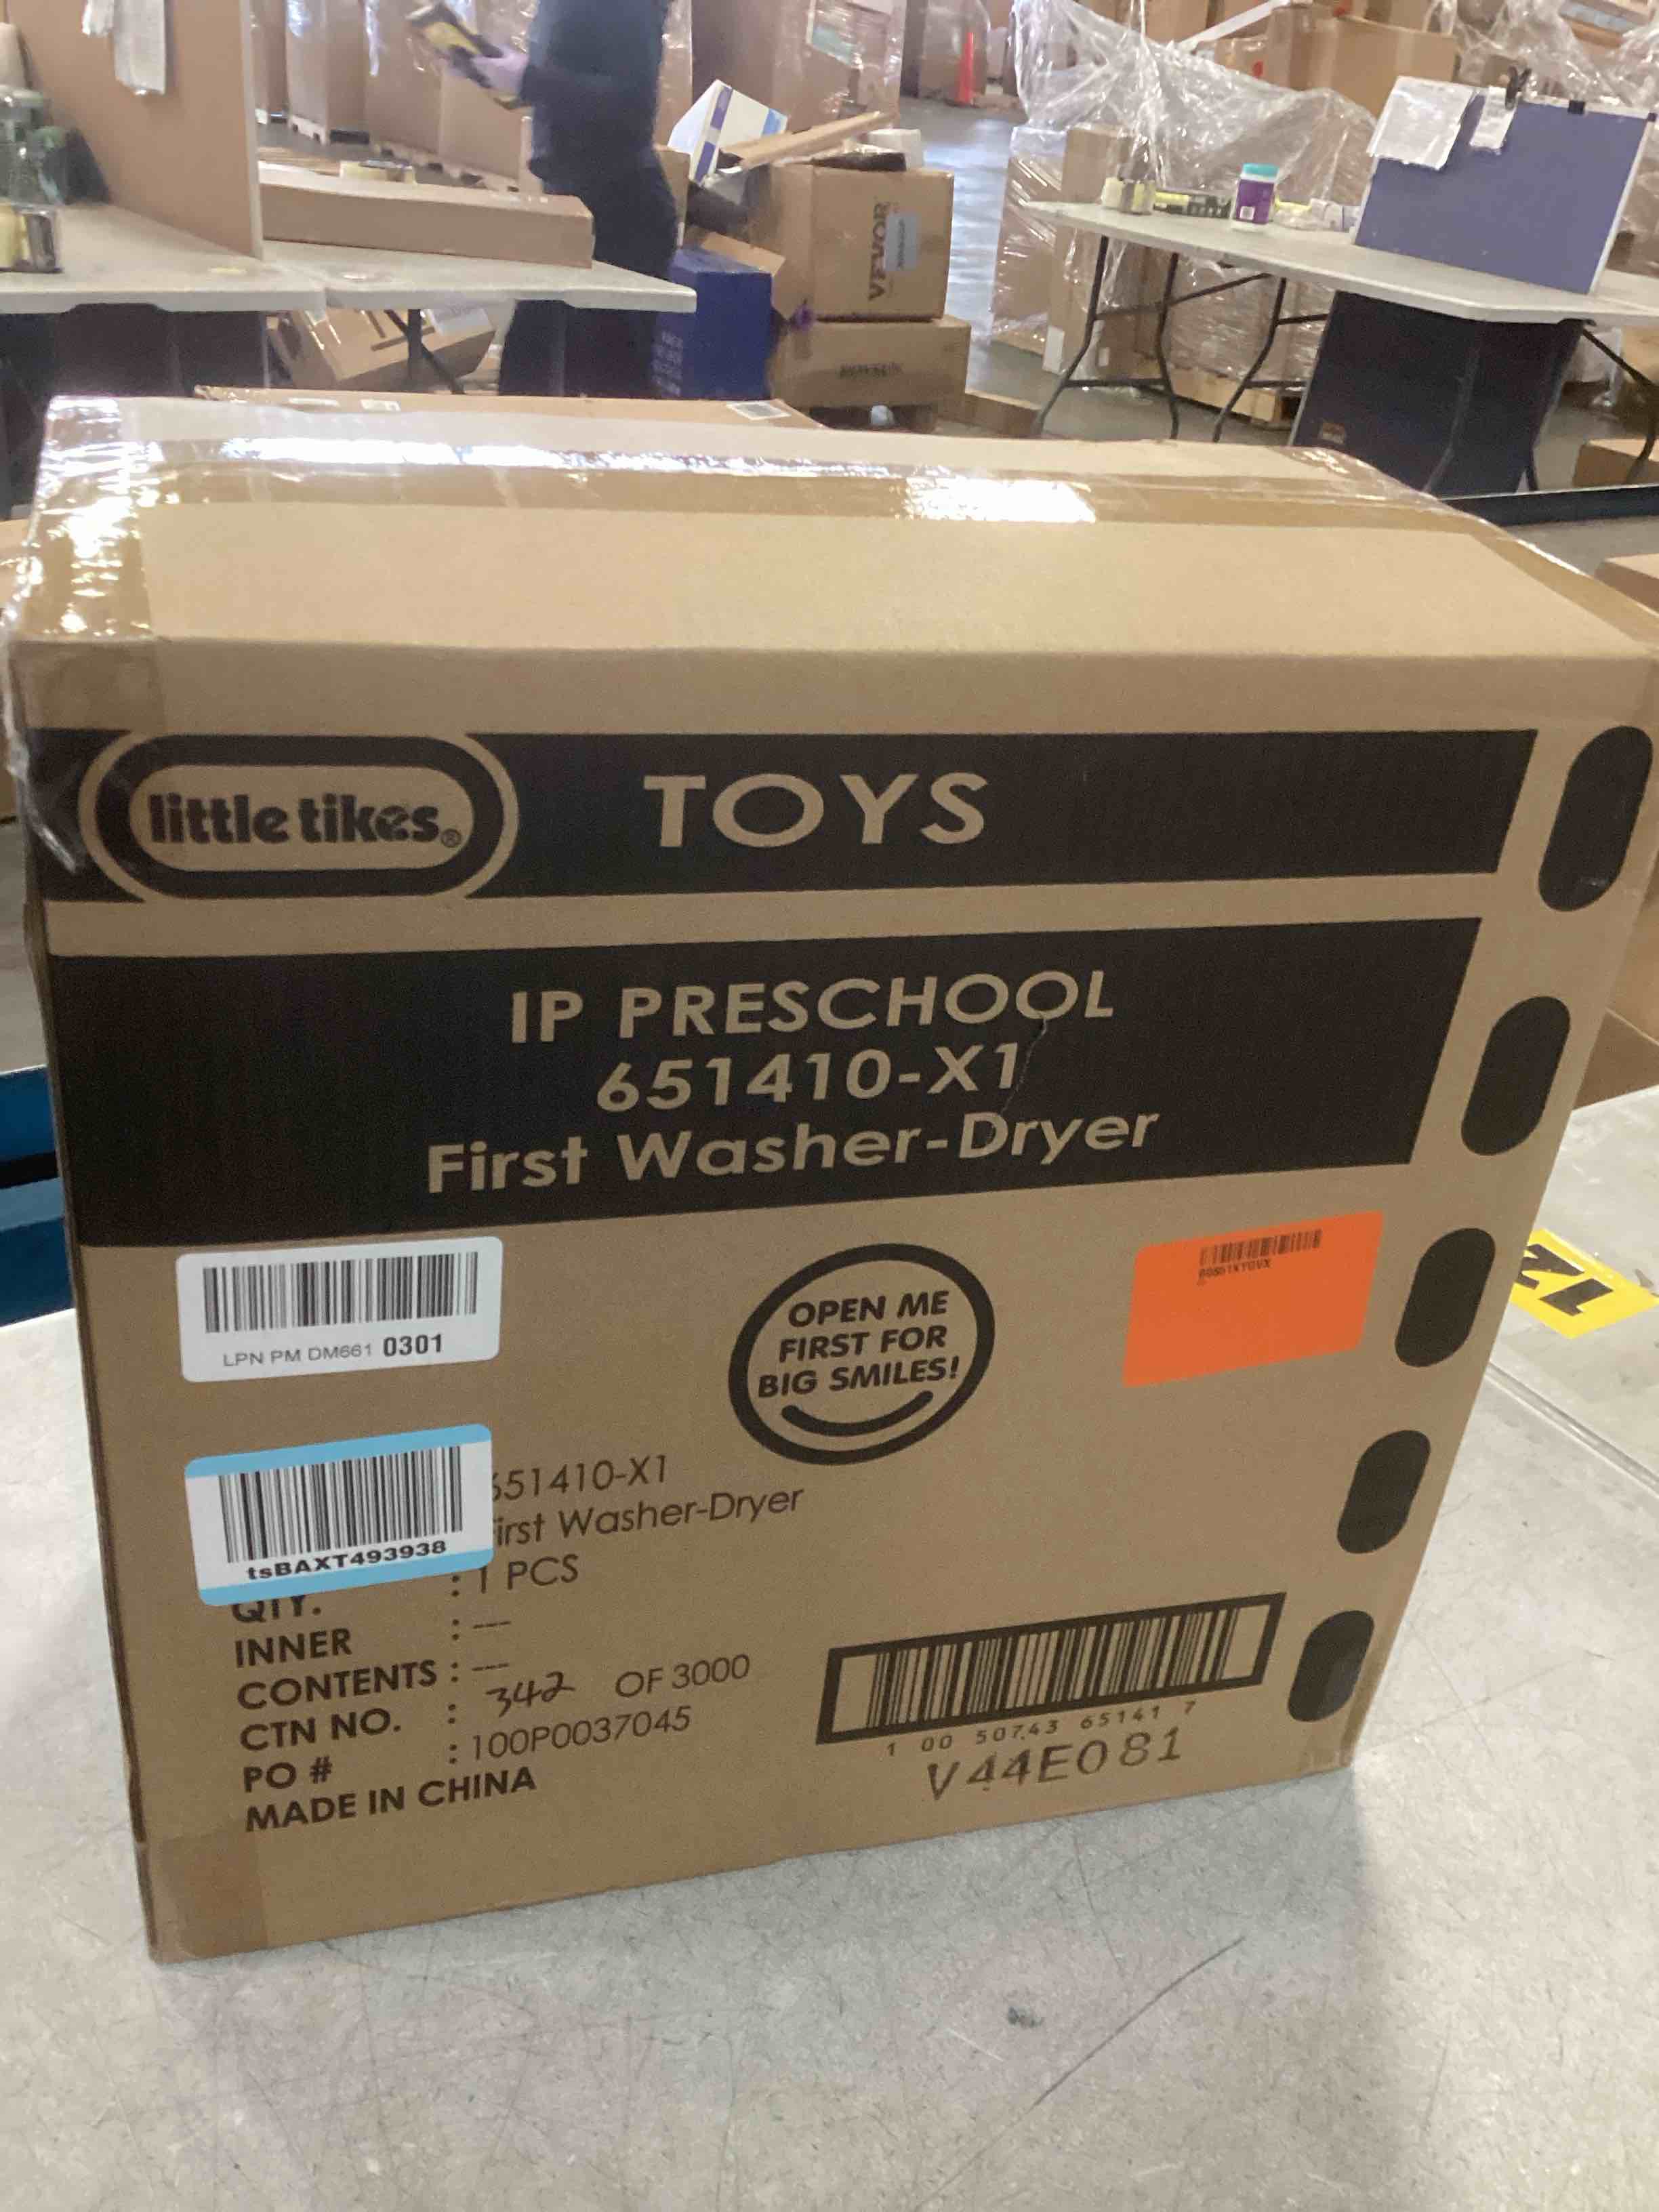 VEVOR
little tikes®
TOYS
IP PRESCHOOL
651410-X1
First Washer-Dryer
LPN PM DM661 0301
OPEN ME
FIRST FOR
BIG SMILES!
12
tsBAXT493938
651410-X1
First Washer-Dryer
QTY. : 1 PCS
INNER : ---
CONTENTS : ---
CTN NO. : 342 OF 3000
PO # : 100P0037045
MADE IN CHINA
1 00 50743 65141 7
V44E081